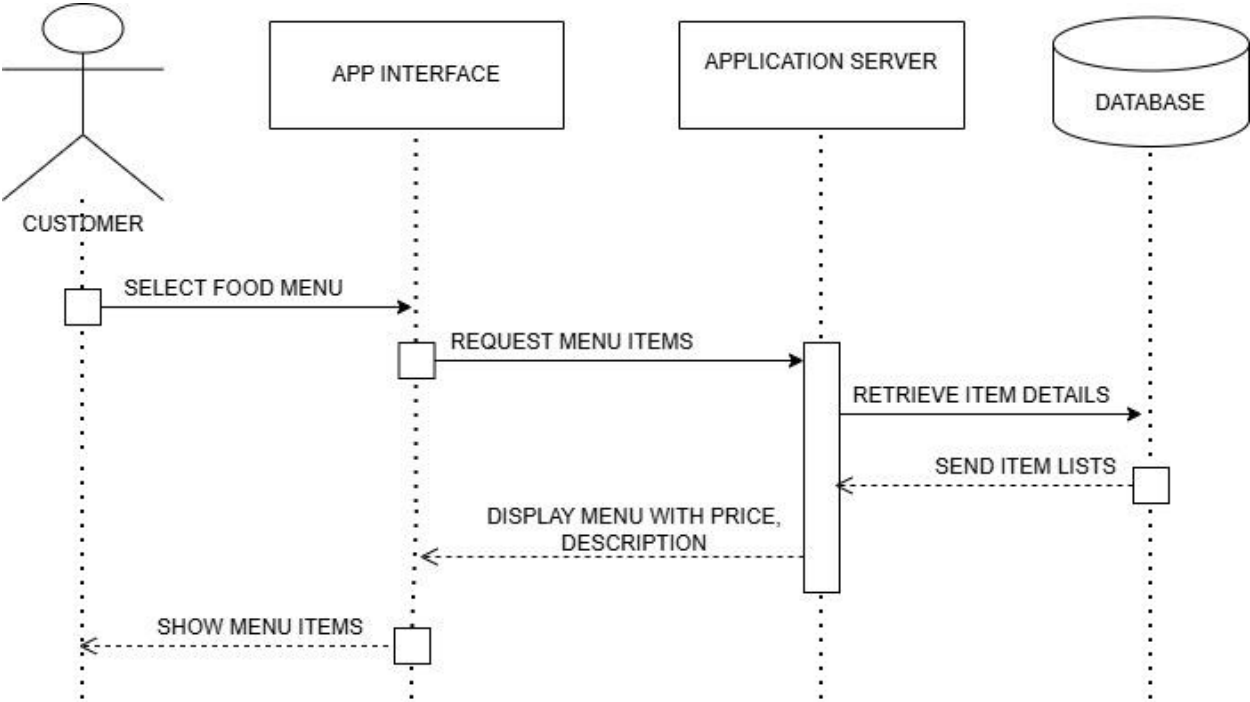 APP INTERFACE
APPLICATION SERVER
DATABASE
CUSTOMER
SELECT FOOD MENU
REQUEST MENU ITEMS
RETRIEVE ITEM DETAILS
SEND ITEM LISTS
DISPLAY MENU WITH PRICE,
DESCRIPTION
SHOW MENU ITEMS